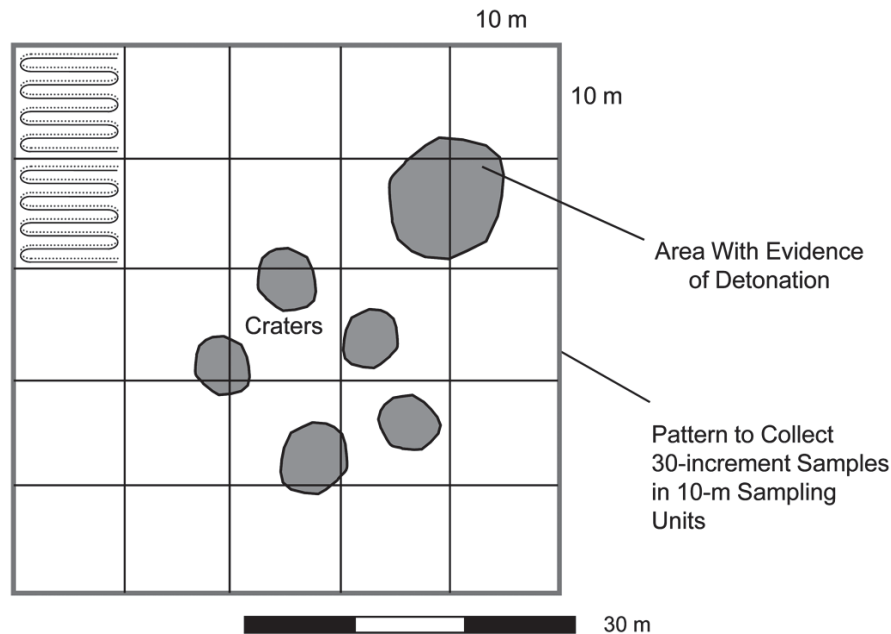 10 m
10 m
Area With Evidence
of Detonation
Craters
Pattern to Collect
30-increment Samples
in 10-m Sampling
Units
30 m